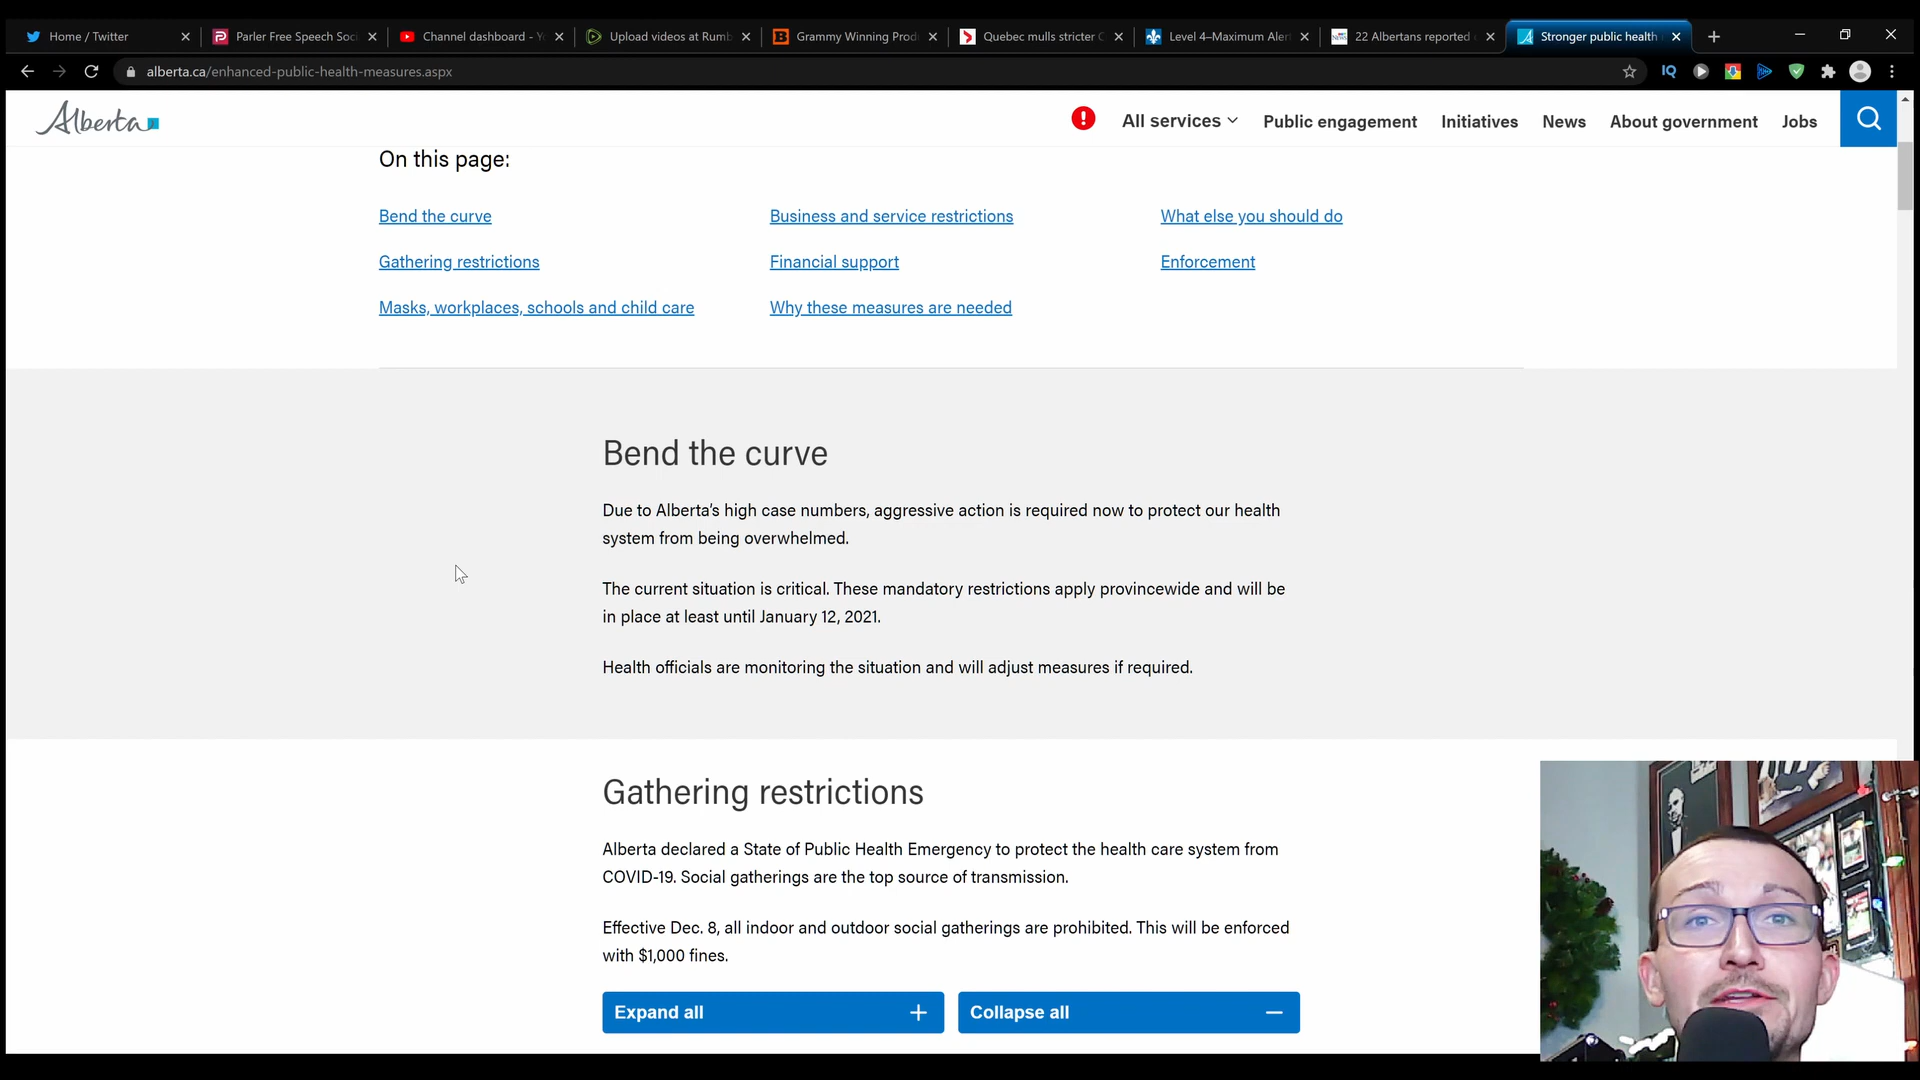 Home / Twitter
Parler Free Speech Soci
Channel dashboard - Y
Upload videos at Rumb
Grammy Winning Prod
Quebec mulls stricter C
Level 4–Maximum Aler
22 Albertans reported
Stronger public health
alberta.ca/enhanced-public-health-measures.aspx
IQ
Alberta
All services
Public engagement
Initiatives
News
About government
Jobs
On this page:
Bend the curve
Business and service restrictions
What else you should do
Gathering restrictions
Financial support
Enforcement
Masks, workplaces, schools and child care
Why these measures are needed
Bend the curve
Due to Alberta's high case numbers, aggressive action is required now to protect our health
system from being overwhelmed.
The current situation is critical. These mandatory restrictions apply provincewide and will be
in place at least until January 12, 2021.
Health officials are monitoring the situation and will adjust measures if required.
Gathering restrictions
Alberta declared a State of Public Health Emergency to protect the health care system from
COVID-19. Social gatherings are the top source of transmission.
Effective Dec. 8, all indoor and outdoor social gatherings are prohibited. This will be enforced
with $1,000 fines.
Expand all +
Collapse all −